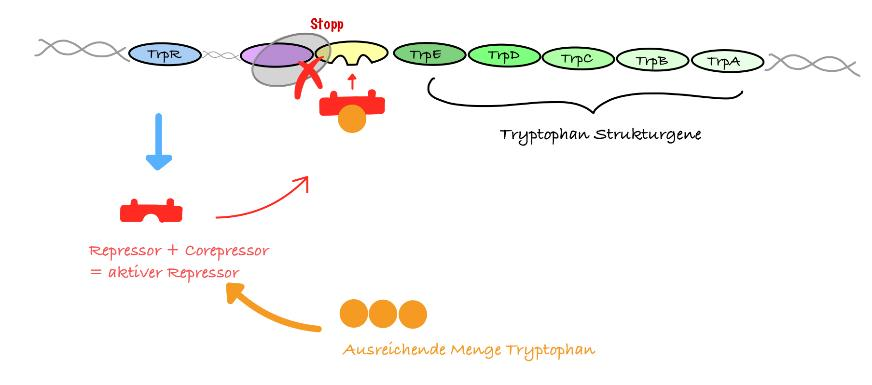 Stopp
TrpR
TrpE
TrpD
TrpC
TrpB
TrpA
Tryptophan Strukturgene
Repressor + Corepressor
= aktiver Repressor
Ausreichende Menge Tryptophan